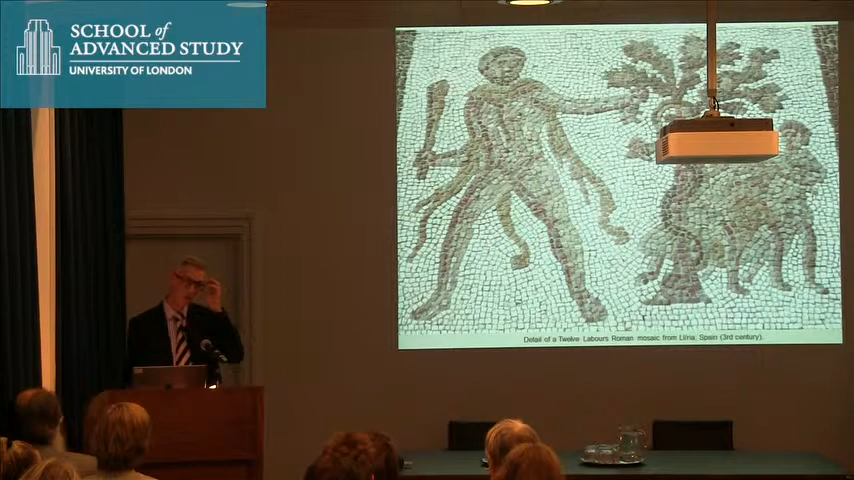 SCHOOL of
ADVANCED STUDY
UNIVERSITY OF LONDON
Detail of a Twelve Labours Roman mosaic from Llíria, Spain (3rd century).